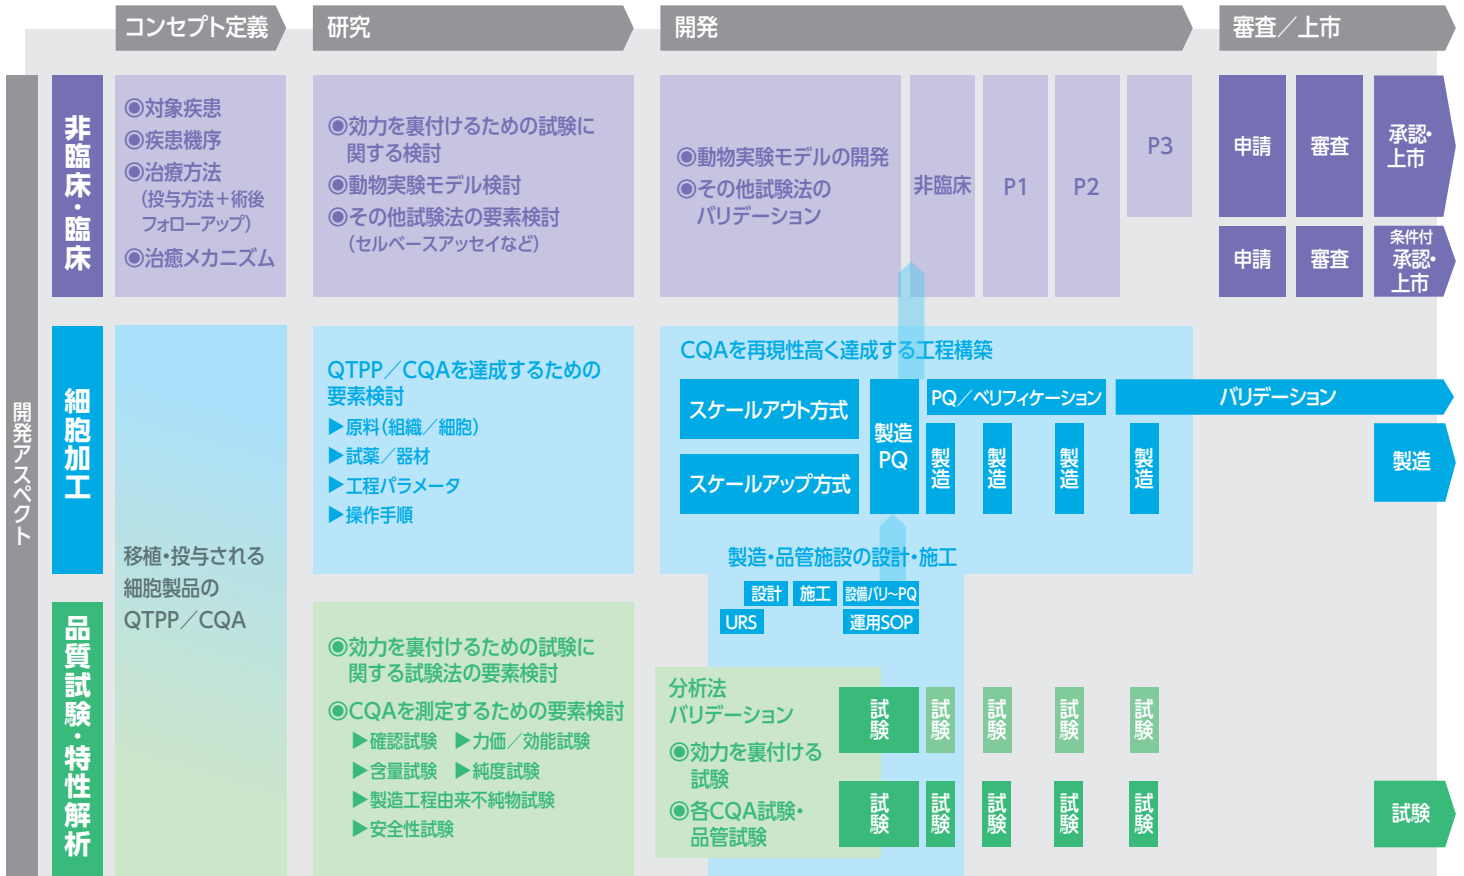 コンセプト定義
研究
開発
審査／上市
開発アスペクト
非臨床・臨床
◉対象疾患
◉疾患機序
◉治療方法
（投与方法＋術後
フォローアップ）
◉治癒メカニズム
◉効力を裏付けるための試験に
関する検討
◉動物実験モデル検討
◉その他試験法の要素検討
（セルベースアッセイなど）
◉動物実験モデルの開発
◉その他試験法の
バリデーション
非臨床
P1
P2
P3
申請
審査
承認・
上市
申請
審査
条件付
承認・
上市
細胞加工
移植・投与される
細胞製品の
QTPP／CQA
QTPP／CQAを達成するための
要素検討
▶原料（組織／細胞）
▶試薬／器材
▶工程パラメータ
▶操作手順
CQAを再現性高く達成する工程構築
スケールアウト方式
スケールアップ方式
製造
PQ
PQ／ベリフィケーション
バリデーション
製造
製造
製造
製造
製造
製造・品管施設の設計・施工
設計
施工
設備バリ～PQ
URS
運用SOP
品質試験・特性解析
◉効力を裏付けるための試験に
関する試験法の要素検討
◉CQAを測定するための要素検討
▶確認試験　▶力価／効能試験
▶含量試験　▶純度試験
▶製造工程由来不純物試験
▶安全性試験
分析法
バリデーション
◉効力を裏付ける
試験
◉各CQA試験・
品管試験
試験
試験
試験
試験
試験
試験
試験
試験
試験
試験
試験